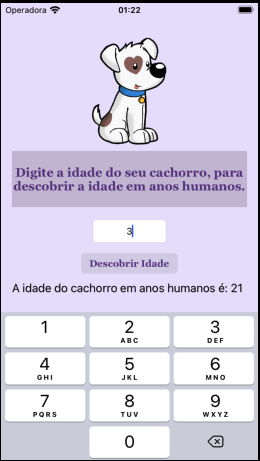 Operadora 01:22
Digite a idade do seu cachorro, para
descobrir a idade em anos humanos.
3
Descobrir Idade
A idade do cachorro em anos humanos é: 21
1 2 3
ABC DEF
4 5 6
GHI JKL MNO
7 8 9
PQRS TUV WXYZ
0